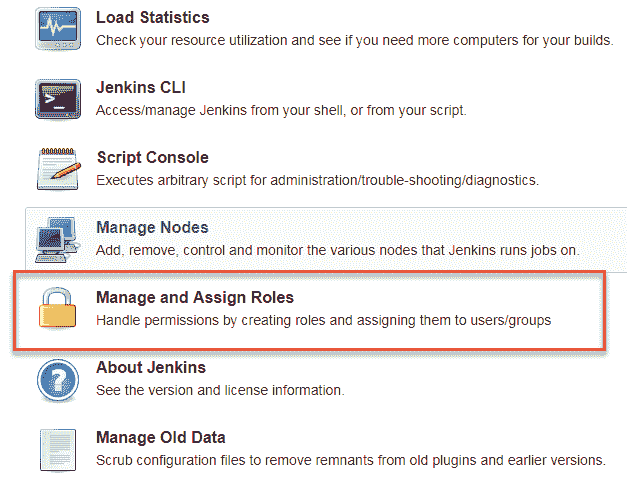 Load Statistics
Check your resource utilization and see if you need more computers for your builds.
Jenkins CLI
Access/manage Jenkins from your shell, or from your script.
Script Console
Executes arbitrary script for administration/trouble-shooting/diagnostics.
Manage Nodes
Add, remove, control and monitor the various nodes that Jenkins runs jobs on.
Manage and Assign Roles
Handle permissions by creating roles and assigning them to users/groups
About Jenkins
See the version and license information.
Manage Old Data
Scrub configuration files to remove remnants from old plugins and earlier versions.